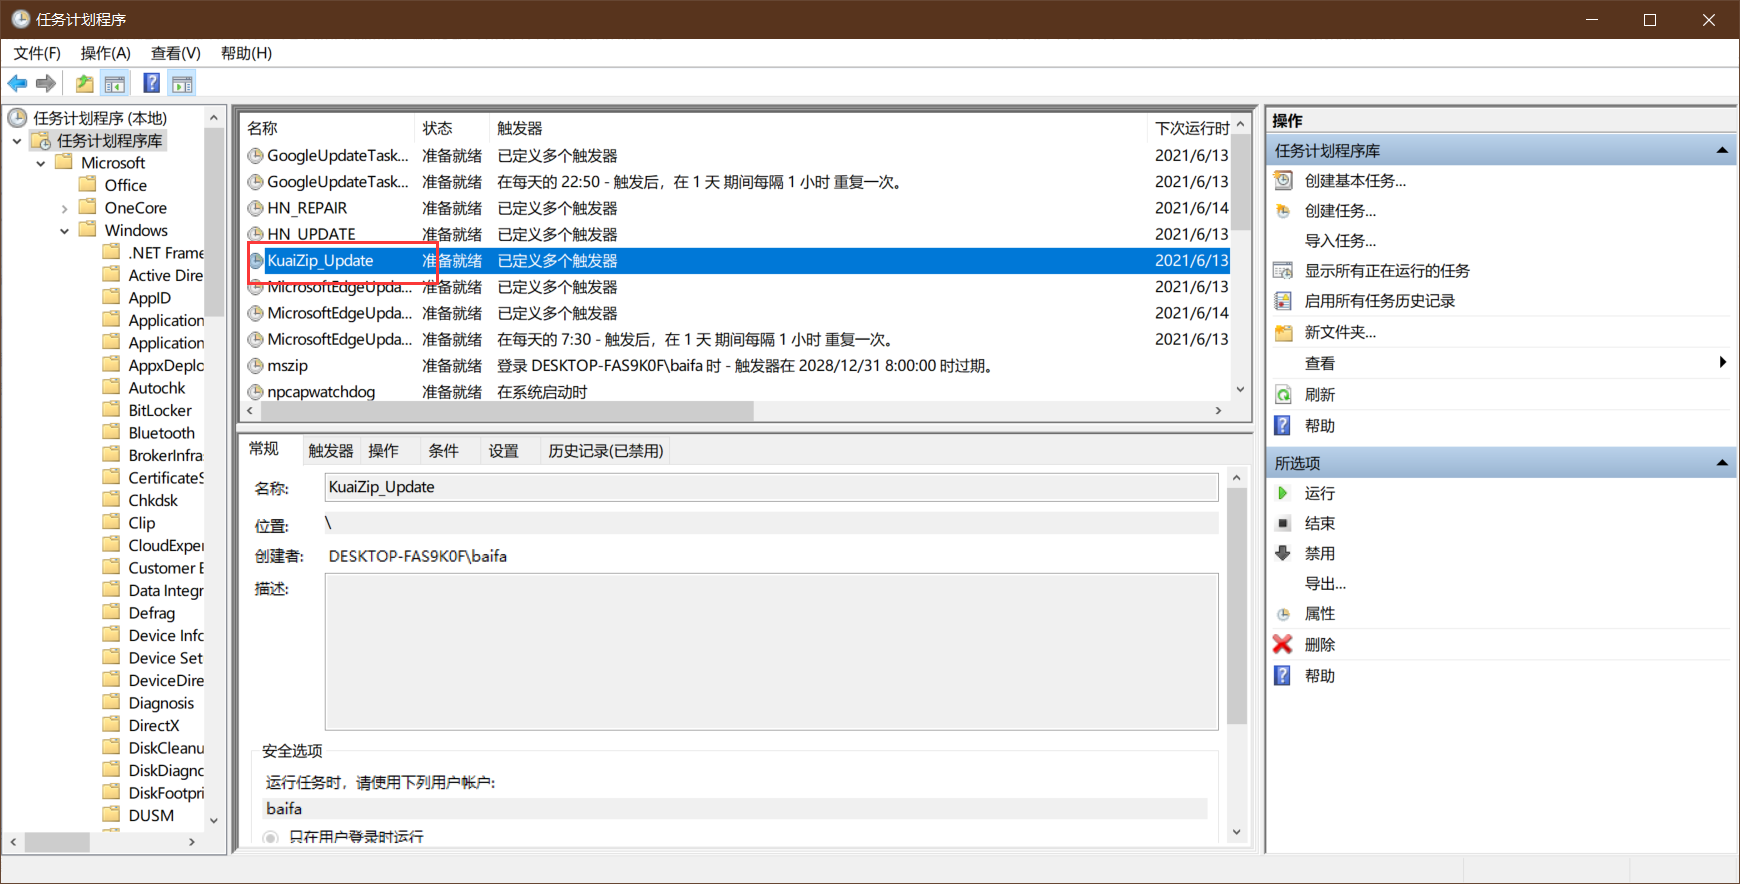 任务计划程序
文件(F) 操作(A) 查看(V) 帮助(H)
任务计划程序 (本地)
任务计划程序库
Microsoft
Office
OneCore
Windows
.NET Frame
Active Dire
AppID
Application
Application
AppxDeplo
Autochk
BitLocker
Bluetooth
BrokerInfra
CertificateS
Chkdsk
Clip
CloudExper
Customer E
Data Integr
Defrag
Device Info
Device Set
DeviceDire
Diagnosis
DirectX
DiskCleanu
DiskDiagno
DiskFootpri
DUSM
名称 状态 触发器 下次运行时
GoogleUpdateTask... 准备就绪 已定义多个触发器 2021/6/13
GoogleUpdateTask... 准备就绪 在每天的 22:50 - 触发后，在 1 天 期间每隔 1 小时 重复一次。 2021/6/13
HN_REPAIR 准备就绪 已定义多个触发器 2021/6/14
HN_UPDATE 准备就绪 已定义多个触发器 2021/6/13
KuaiZip_Update 准备就绪 已定义多个触发器 2021/6/13
MicrosoftEdgeUpda... 准备就绪 已定义多个触发器 2021/6/13
MicrosoftEdgeUpda... 准备就绪 已定义多个触发器 2021/6/14
MicrosoftEdgeUpda... 准备就绪 在每天的 7:30 - 触发后，在 1 天 期间每隔 1 小时 重复一次。 2021/6/13
mszip 准备就绪 登录 DESKTOP-FAS9K0F\baifa 时 - 触发器在 2028/12/31 8:00:00 时过期。
npcapwatchdog 准备就绪 在系统启动时
常规 触发器 操作 条件 设置 历史记录(已禁用)
名称: KuaiZip_Update
位置: \
创建者: DESKTOP-FAS9K0F\baifa
描述:
安全选项
运行任务时，请使用下列用户帐户:
baifa
只在用户登录时运行
操作
任务计划程序库
创建基本任务...
创建任务...
导入任务...
显示所有正在运行的任务
启用所有任务历史记录
新文件夹...
查看
刷新
帮助
所选项
运行
结束
禁用
导出...
属性
删除
帮助